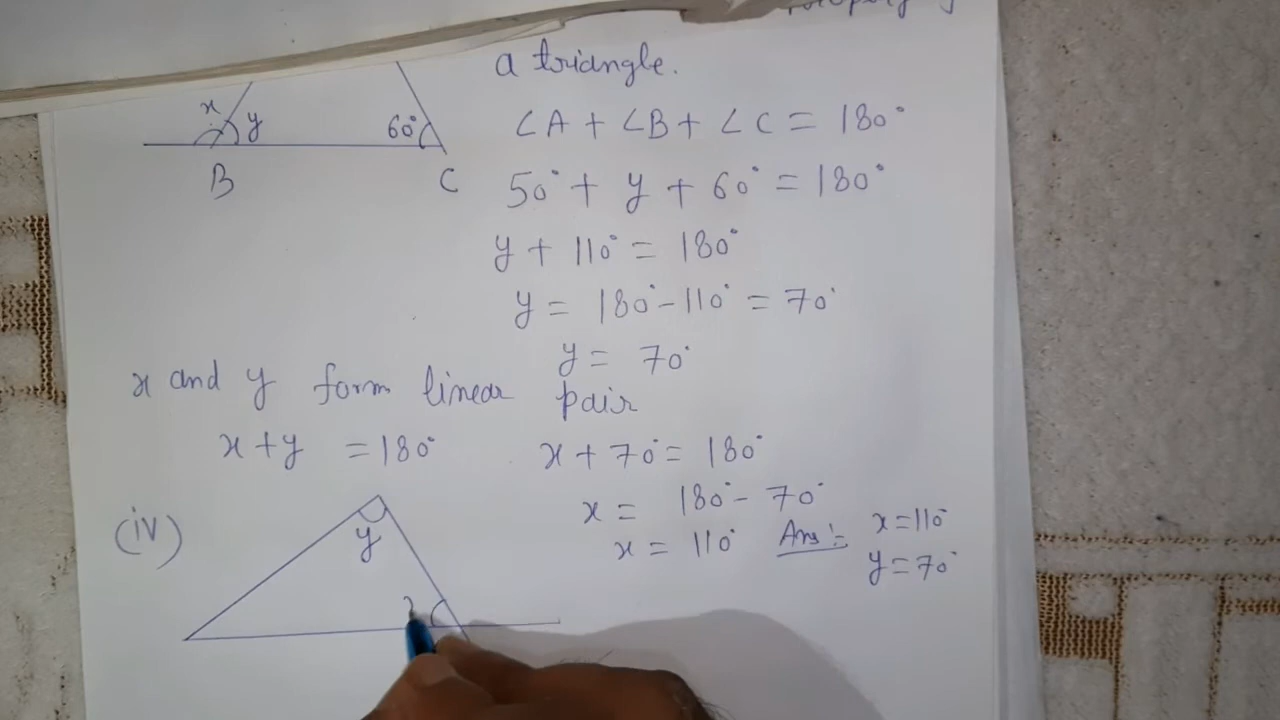 a triangle.
∠A + ∠B + ∠C = 180°
x y 60°
B C
50° + y + 60° = 180°
y + 110° = 180°
y = 180° - 110° = 70°
y = 70°
x and y form linear pair
x + y = 180° x + 70° = 180°
x = 180° - 70°
x = 110° Ans:- x = 110°
y = 70°
(iv) y